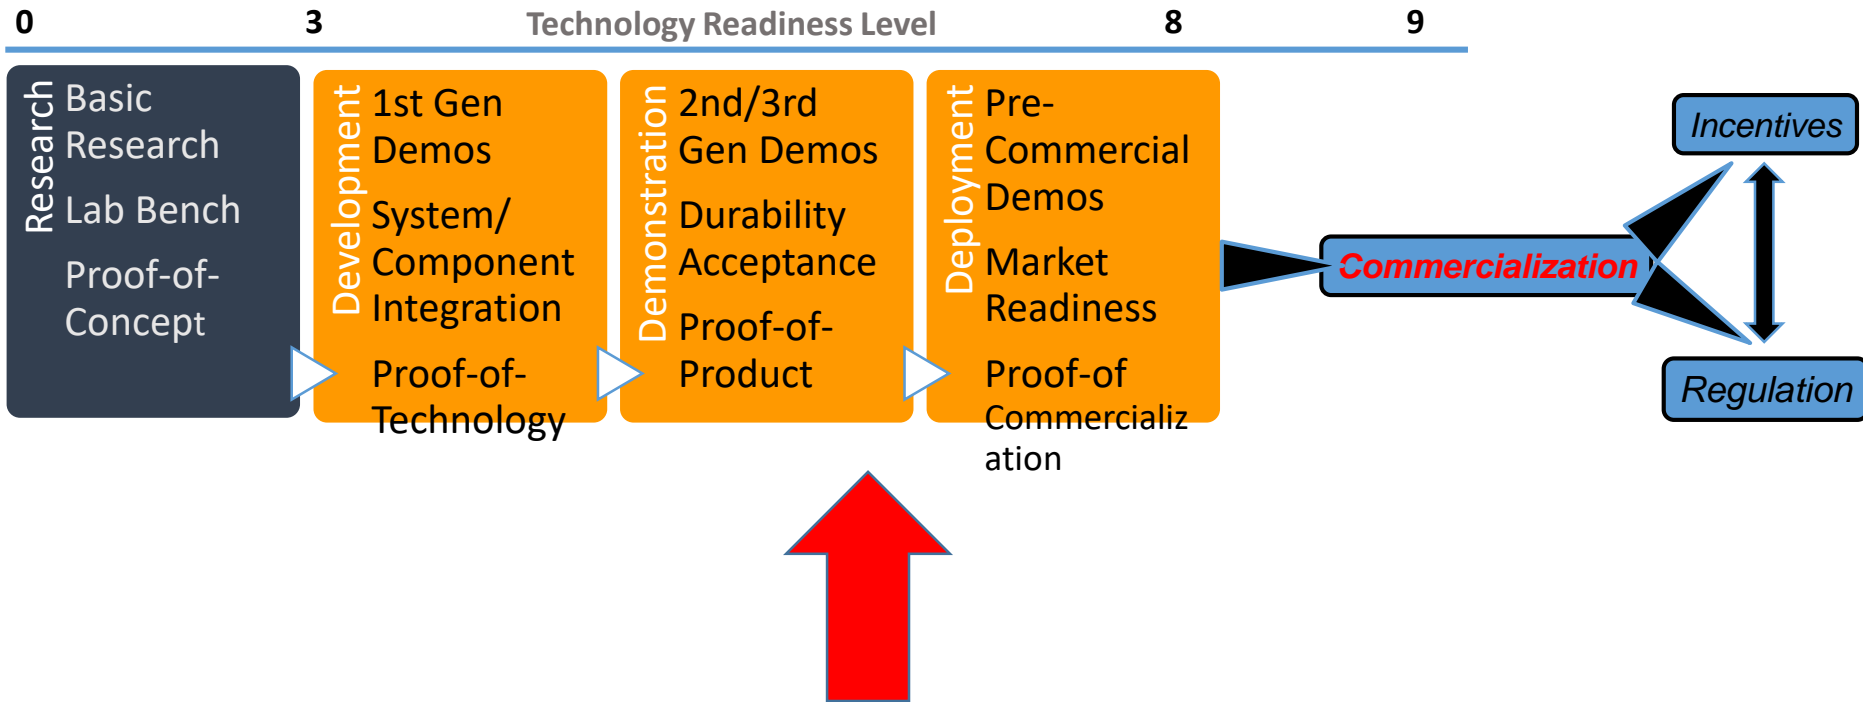 0 3 Technology Readiness Level 8 9
Research
Basic
Research
Lab Bench
Proof-of-
Concept
Development
1st Gen
Demos
System/
Component
Integration
Proof-of-
Technology
Demonstration
2nd/3rd
Gen Demos
Durability
Acceptance
Proof-of-
Product
Deployment
Pre-
Commercial
Demos
Market
Readiness
Proof-of
Commercializ
ation
Commercialization
Incentives
Regulation